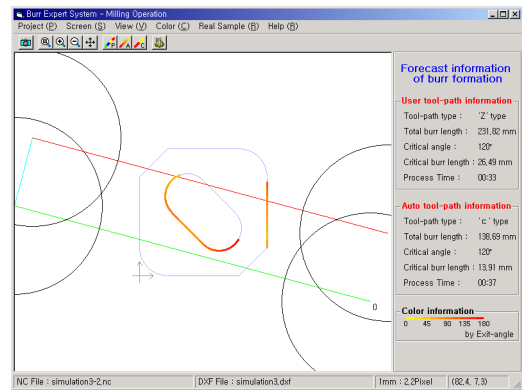 Burr Expert System - Milling Operation
Project (P) Screen (S) View (V) Color (C) Real Sample (R) Help (B)
Forecast information
of burr formation
User tool-path information
Tool-path type : 'Z' type
Total burr length : 231,82 mm
Critical angle : 120°
Critical burr length : 26,49 mm
Process Time : 00:33
Auto tool-path information
Tool-path type : 'c' type
Total burr length : 138,69 mm
Critical angle : 120°
Critical burr length : 13,91 mm
Process Time : 00:37
Color information
0 45 90 135 180
by Exit-angle
0
NC File : simulation3-2,nc DXF File : simulation3,dxf 1mm : 2,2Pixel (82,4, 7,3)